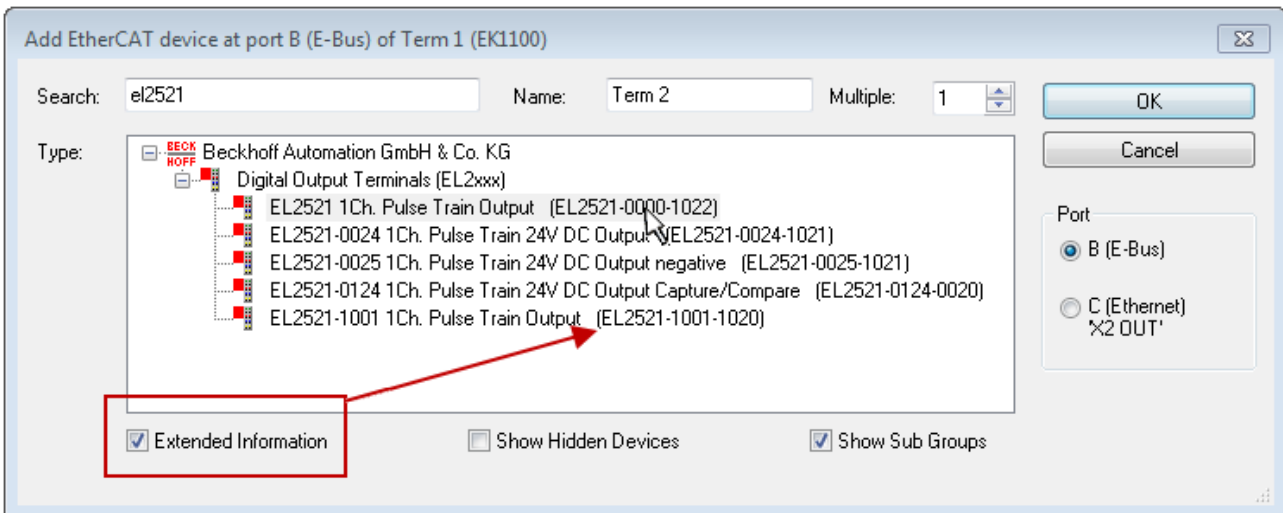 Add EtherCAT device at port B (E-Bus) of Term 1 (EK1100)
Search: el2521 Name: Term 2 Multiple: 1 OK
Type: BECK HOFF Beckhoff Automation GmbH & Co. KG Cancel
Digital Output Terminals (EL2xxx)
EL2521 1Ch. Pulse Train Output (EL2521-0000-1022)
Port
EL2521-0024 1Ch. Pulse Train 24V DC Output (EL2521-0024-1021)
B (E-Bus)
EL2521-0025 1Ch. Pulse Train 24V DC Output negative (EL2521-0025-1021)
EL2521-0124 1Ch. Pulse Train 24V DC Output Capture/Compare (EL2521-0124-0020)
C (Ethernet)
EL2521-1001 1Ch. Pulse Train Output (EL2521-1001-1020)
'X2 OUT'
Extended Information Show Hidden Devices Show Sub Groups